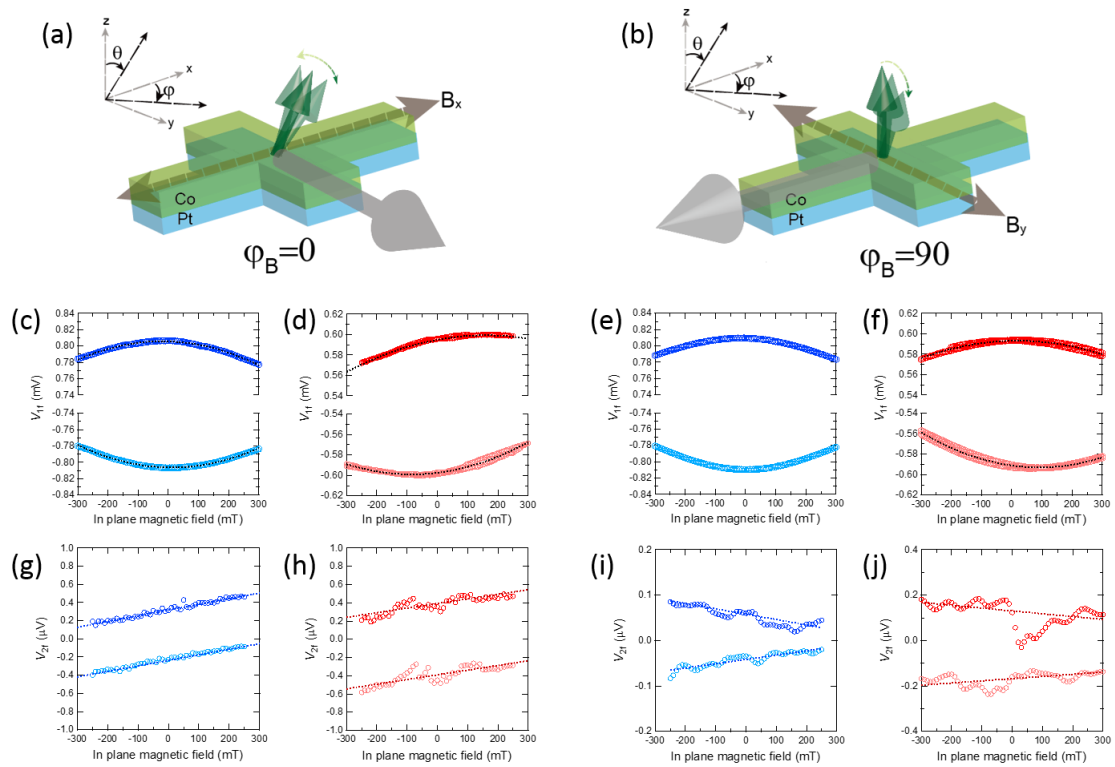 (a)
z
θ
x
φ
y
Bx
Co
Pt
φB=0
(b)
z
θ
x
φ
y
Co
Pt
By
φB=90
(c)
0.84
0.82
0.80
0.78
0.76
0.74
-0.74
-0.76
-0.78
-0.80
-0.82
-0.84
V1f (mV)
-300 -200 -100 0 100 200 300
In plane magnetic field (mT)
(d)
0.62
0.60
0.58
0.56
0.54
-0.54
-0.56
-0.58
-0.60
-0.62
-300 -200 -100 0 100 200 300
In plane magnetic field (mT)
(e)
0.84
0.82
0.80
0.78
0.76
0.74
-0.74
-0.76
-0.78
-0.80
-0.82
-0.84
-300 -200 -100 0 100 200 300
In plane magnetic field (mT)
(f)
0.62
0.60
0.58
0.56
0.54
-0.54
-0.56
-0.58
-0.60
-0.62
-300 -200 -100 0 100 200 300
In plane magnetic field (mT)
(g)
1.0
0.8
0.6
0.4
0.2
0.0
-0.2
-0.4
-0.6
-0.8
-1.0
V2f (μV)
-300 -200 -100 0 100 200 300
In plane magnetic field (mT)
(h)
1.0
0.8
0.6
0.4
0.2
0.0
-0.2
-0.4
-0.6
-0.8
-1.0
-300 -200 -100 0 100 200 300
In plane magnetic field (mT)
(i)
0.2
0.1
0.0
-0.1
0.2
-300 -200 -100 0 100 200 300
In plane magnetic field (mT)
(j)
0.4
0.2
0.0
-0.2
-0.4
-300 -200 -100 0 100 200 300
In plane magnetic field (mT)